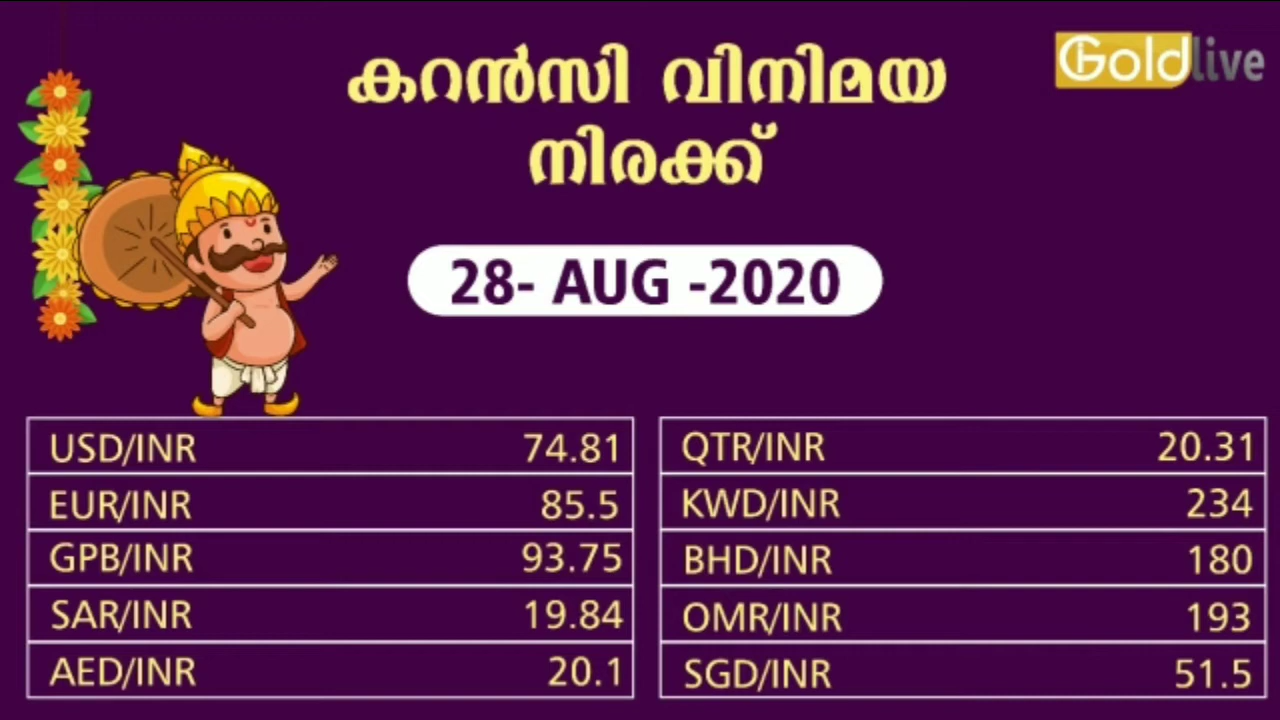 Goldlive
കറൻസി വിനിമയ
നിരക്ക്
28- AUG -2020
USD/INR 74.81
EUR/INR 85.5
GPB/INR 93.75
SAR/INR 19.84
AED/INR 20.1
QTR/INR 20.31
KWD/INR 234
BHD/INR 180
OMR/INR 193
SGD/INR 51.5